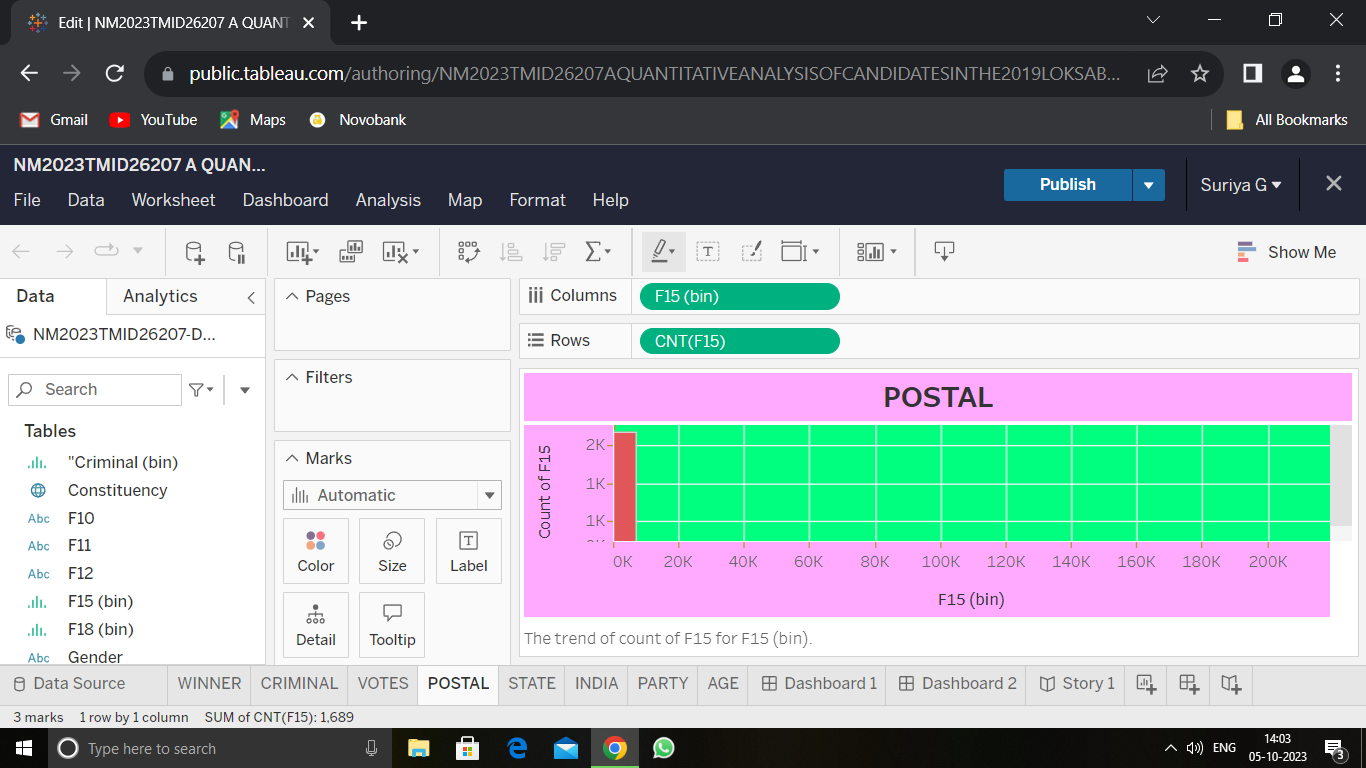 Edit | NM2023TMID26207 A QUANT
public.tableau.com/authoring/NM2023TMID26207AQUANTITATIVEANALYSISOFCANDIDATESINTHE2019LOKSAB...
Gmail YouTube Maps Novobank All Bookmarks
NM2023TMID26207 A QUAN...
File Data Worksheet Dashboard Analysis Map Format Help Publish Suriya G
Show Me
Data Analytics
NM2023TMID26207-D...
Search
Tables
"Criminal (bin)
Constituency
Abc F10
Abc F11
Abc F12
F15 (bin)
F18 (bin)
Abc Gender
Pages
Filters
Marks
Automatic
Color Size T Label
Detail Tooltip
Columns F15 (bin)
Rows CNT(F15)
POSTAL
Count of F15
2K
1K
1K
0K
0K 20K 40K 60K 80K 100K 120K 140K 160K 180K 200K
F15 (bin)
The trend of count of F15 for F15 (bin).
Data Source WINNER CRIMINAL VOTES POSTAL STATE INDIA PARTY AGE Dashboard 1 Dashboard 2 Story 1
3 marks 1 row by 1 column SUM of CNT(F15): 1,689
Type here to search
ENG
14:03
05-10-2023
3